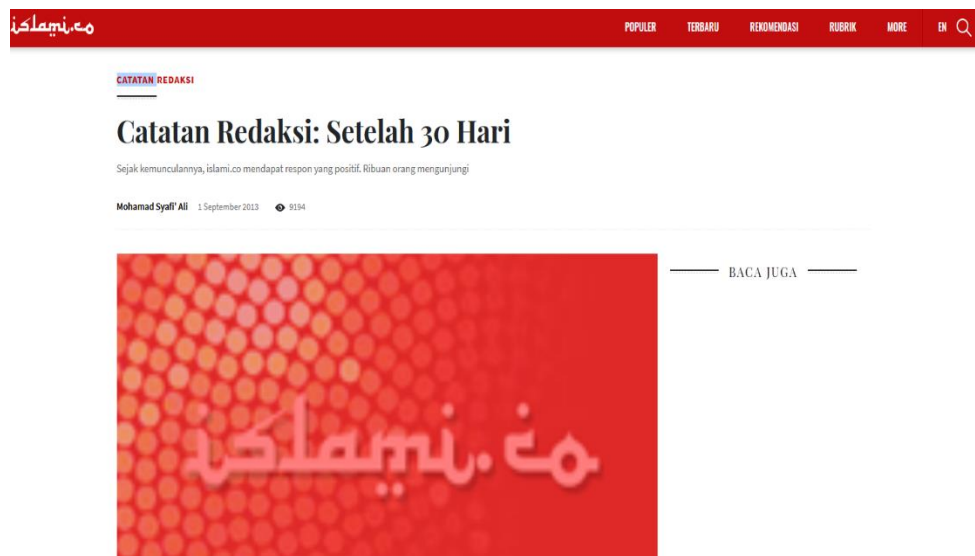 islami.co
POPULER TERBARU REKOMENDASI RUBRIK MORE EN
CATATAN REDAKSI
Catatan Redaksi: Setelah 30 Hari
Sejak kemunculannya, islami.co mendapat respon yang positif. Ribuan orang mengunjungi
Mohamad Syafi' Ali 1 September 2013 9194
BACA JUGA
islami.co